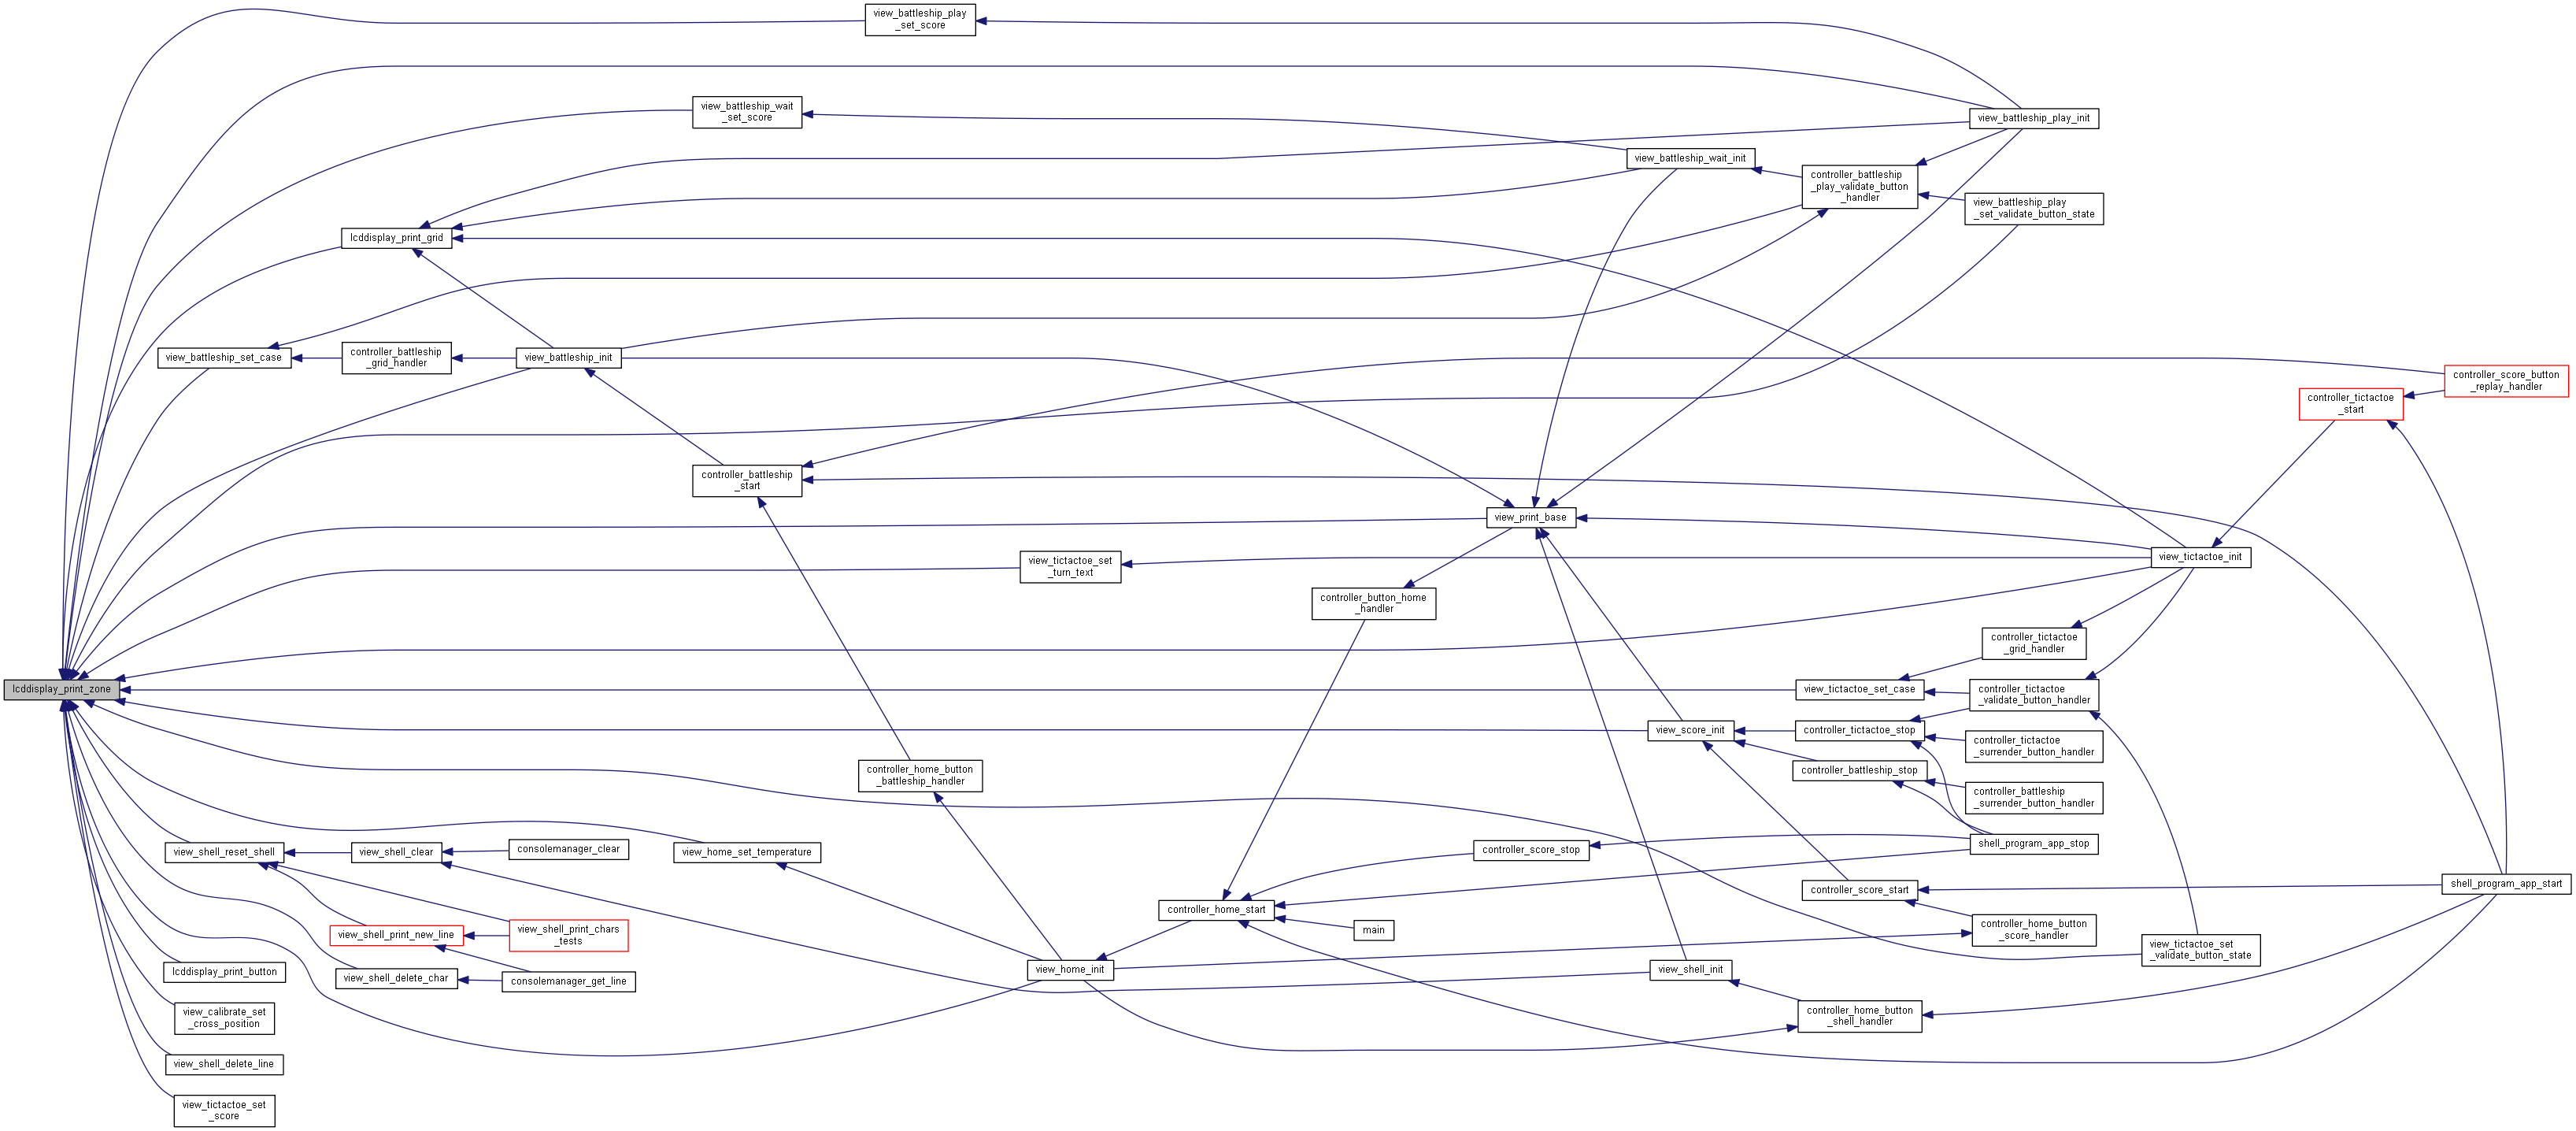 view_battleship_play
_set_score
view_battleship_wait
_set_score
view_battleship_play_init
view_battleship_wait_init
controller_battleship
_play_validate_button
_handler
view_battleship_play
_set_validate_button_state
lcddisplay_print_grid
view_battleship_set_case
controller_battleship
_grid_handler
view_battleship_init
controller_score_button
_replay_handler
controller_tictactoe
_start
controller_battleship
_start
view_print_base
view_tictactoe_init
view_tictactoe_set
_turn_text
controller_button_home
_handler
controller_tictactoe
_grid_handler
lcddisplay_print_zone
view_tictactoe_set_case
controller_tictactoe
_validate_button_handler
view_score_init
controller_tictactoe_stop
controller_tictactoe
_surrender_button_handler
controller_home_button
_battleship_handler
controller_battleship_stop
controller_battleship
_surrender_button_handler
view_shell_reset_shell
view_shell_clear
consolemanager_clear
view_home_set_temperature
controller_score_stop
shell_program_app_stop
controller_score_start
shell_program_app_start
controller_home_start
main
controller_home_button
_score_handler
view_shell_print_new_line
view_shell_print_chars
_tests
view_tictactoe_set
_validate_button_state
lcddisplay_print_button
view_shell_delete_char
consolemanager_get_line
view_home_init
view_shell_init
view_calibrate_set
_cross_position
controller_home_button
_shell_handler
view_shell_delete_line
view_tictactoe_set
_score